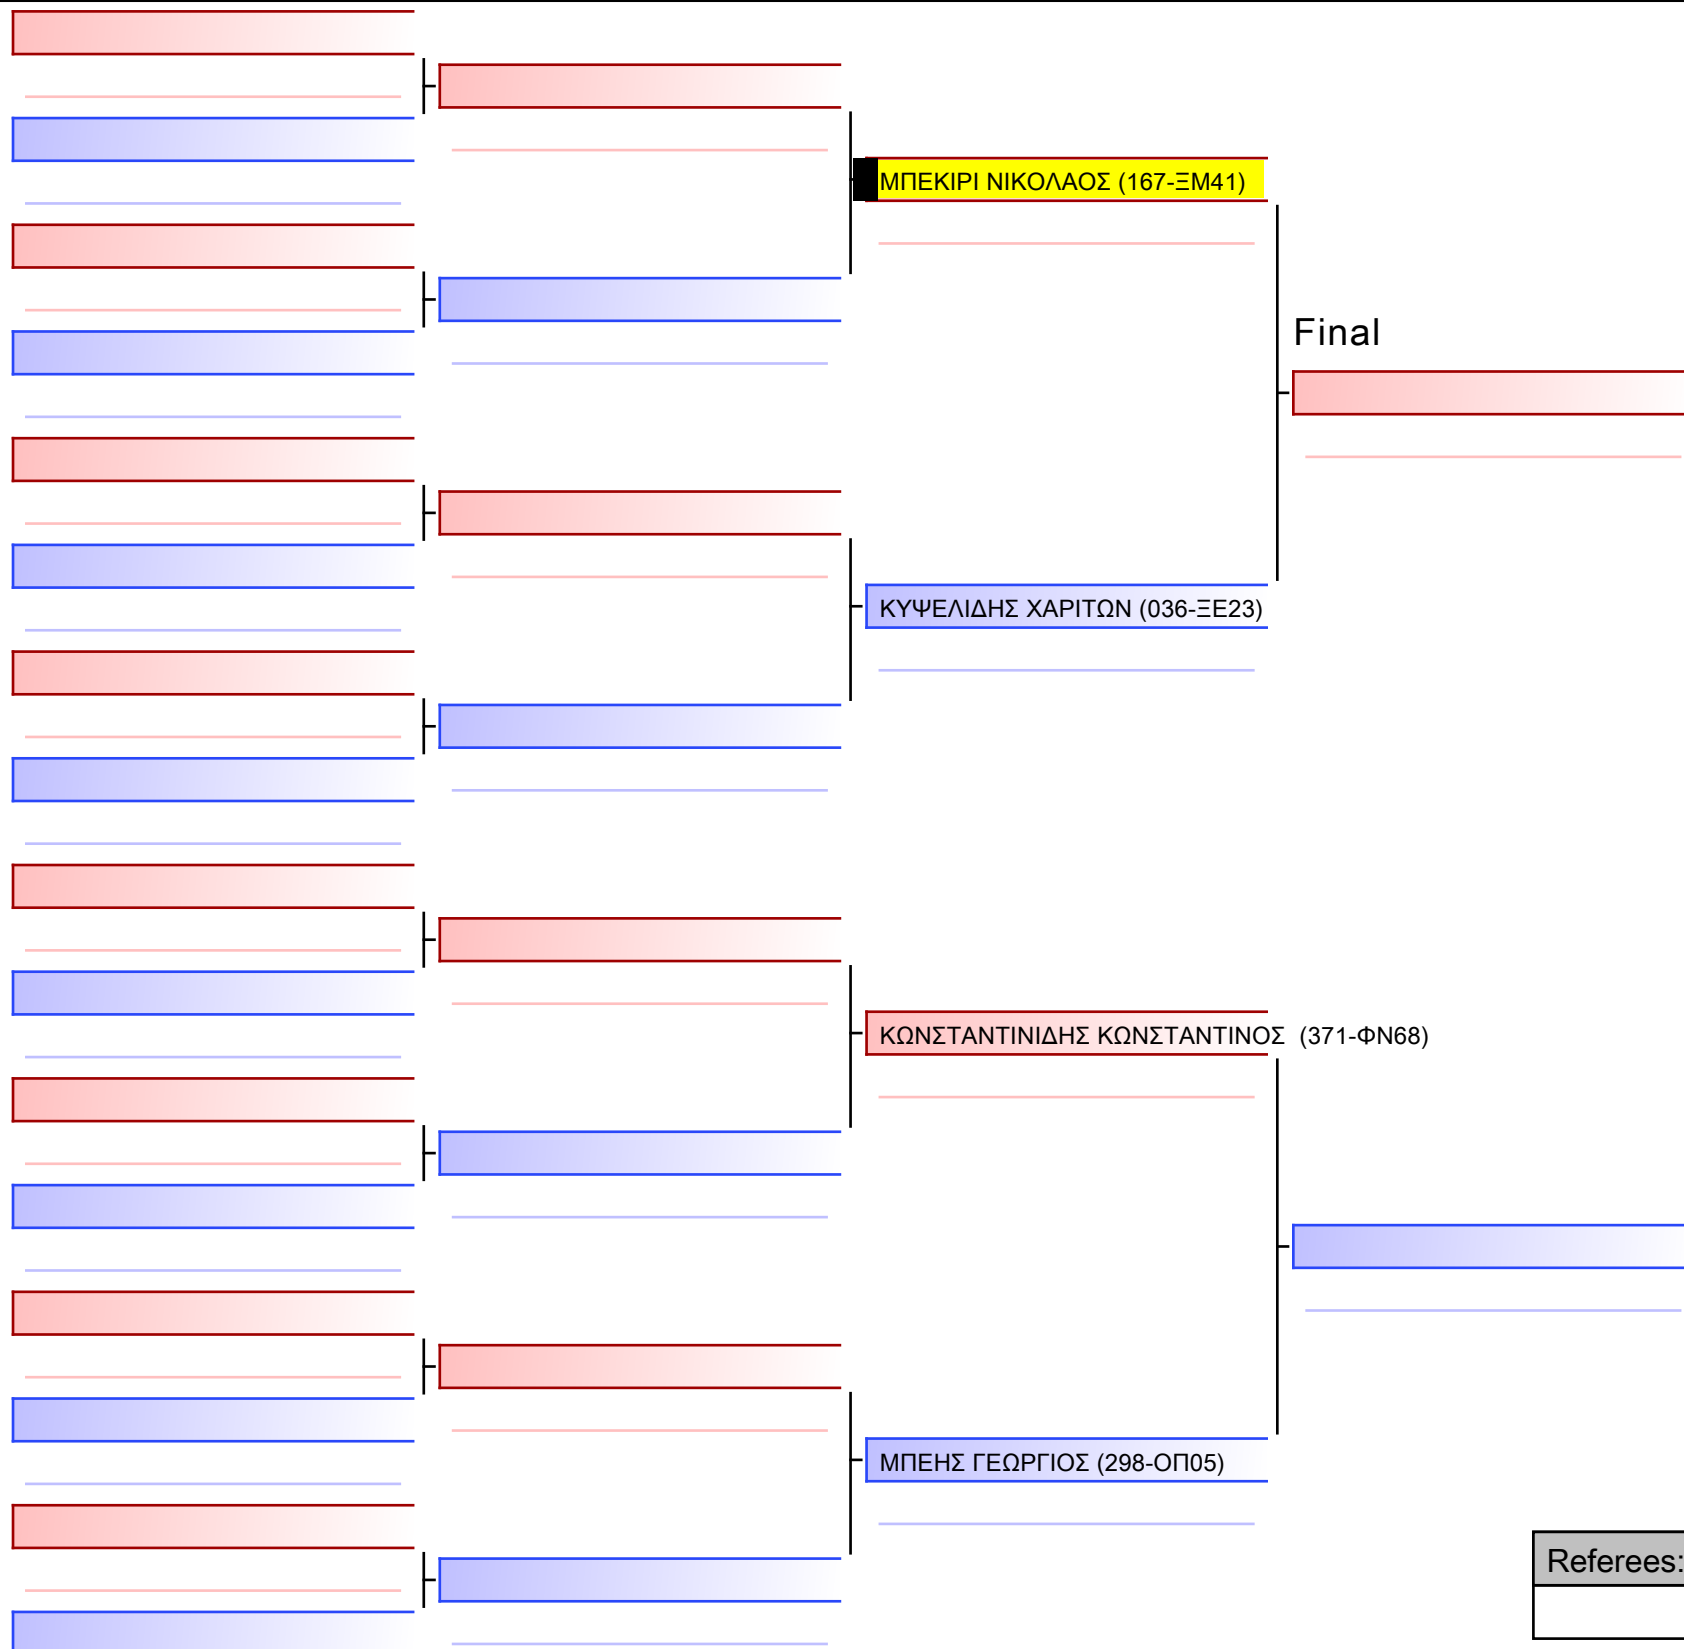 ΜΠΕΚΙΡΙ ΝΙΚΟΛΑΟΣ (167-ΞΜ41)
Final
ΚΥΨΕΛΙΔΗΣ ΧΑΡΙΤΩΝ (036-ΞΕ23)
ΚΩΝΣΤΑΝΤΙΝΙΔΗΣ ΚΩΝΣΤΑΝΤΙΝΟΣ (371-ΦΝ68)
ΜΠΕΗΣ ΓΕΩΡΓΙΟΣ (298-ΟΠ05)
Referees: